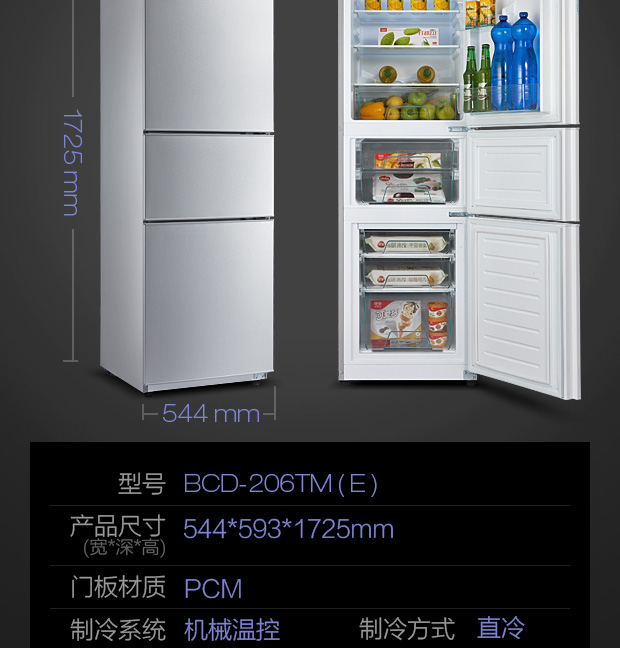 1725 mm
544 mm
型号 BCD-206TM ( E )
产品尺寸 544*593*1725mm
(宽*深*高)
门板材质 PCM
制冷系统 机械温控 制冷方式 直冷